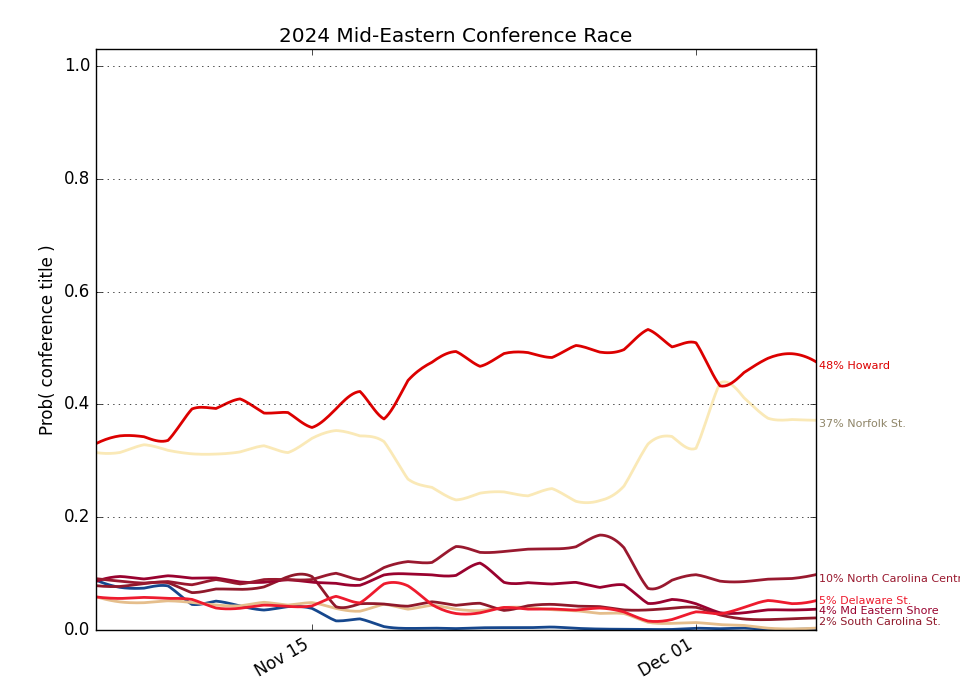 2024 Mid-Eastern Conference Race
Prob( conference title )
1.0
0.8
0.6
0.4
0.2
0.0
Nov 15
Dec 01
48% Howard
37% Norfolk St.
10% North Carolina Centr
5% Delaware St.
4% Md Eastern Shore
2% South Carolina St.